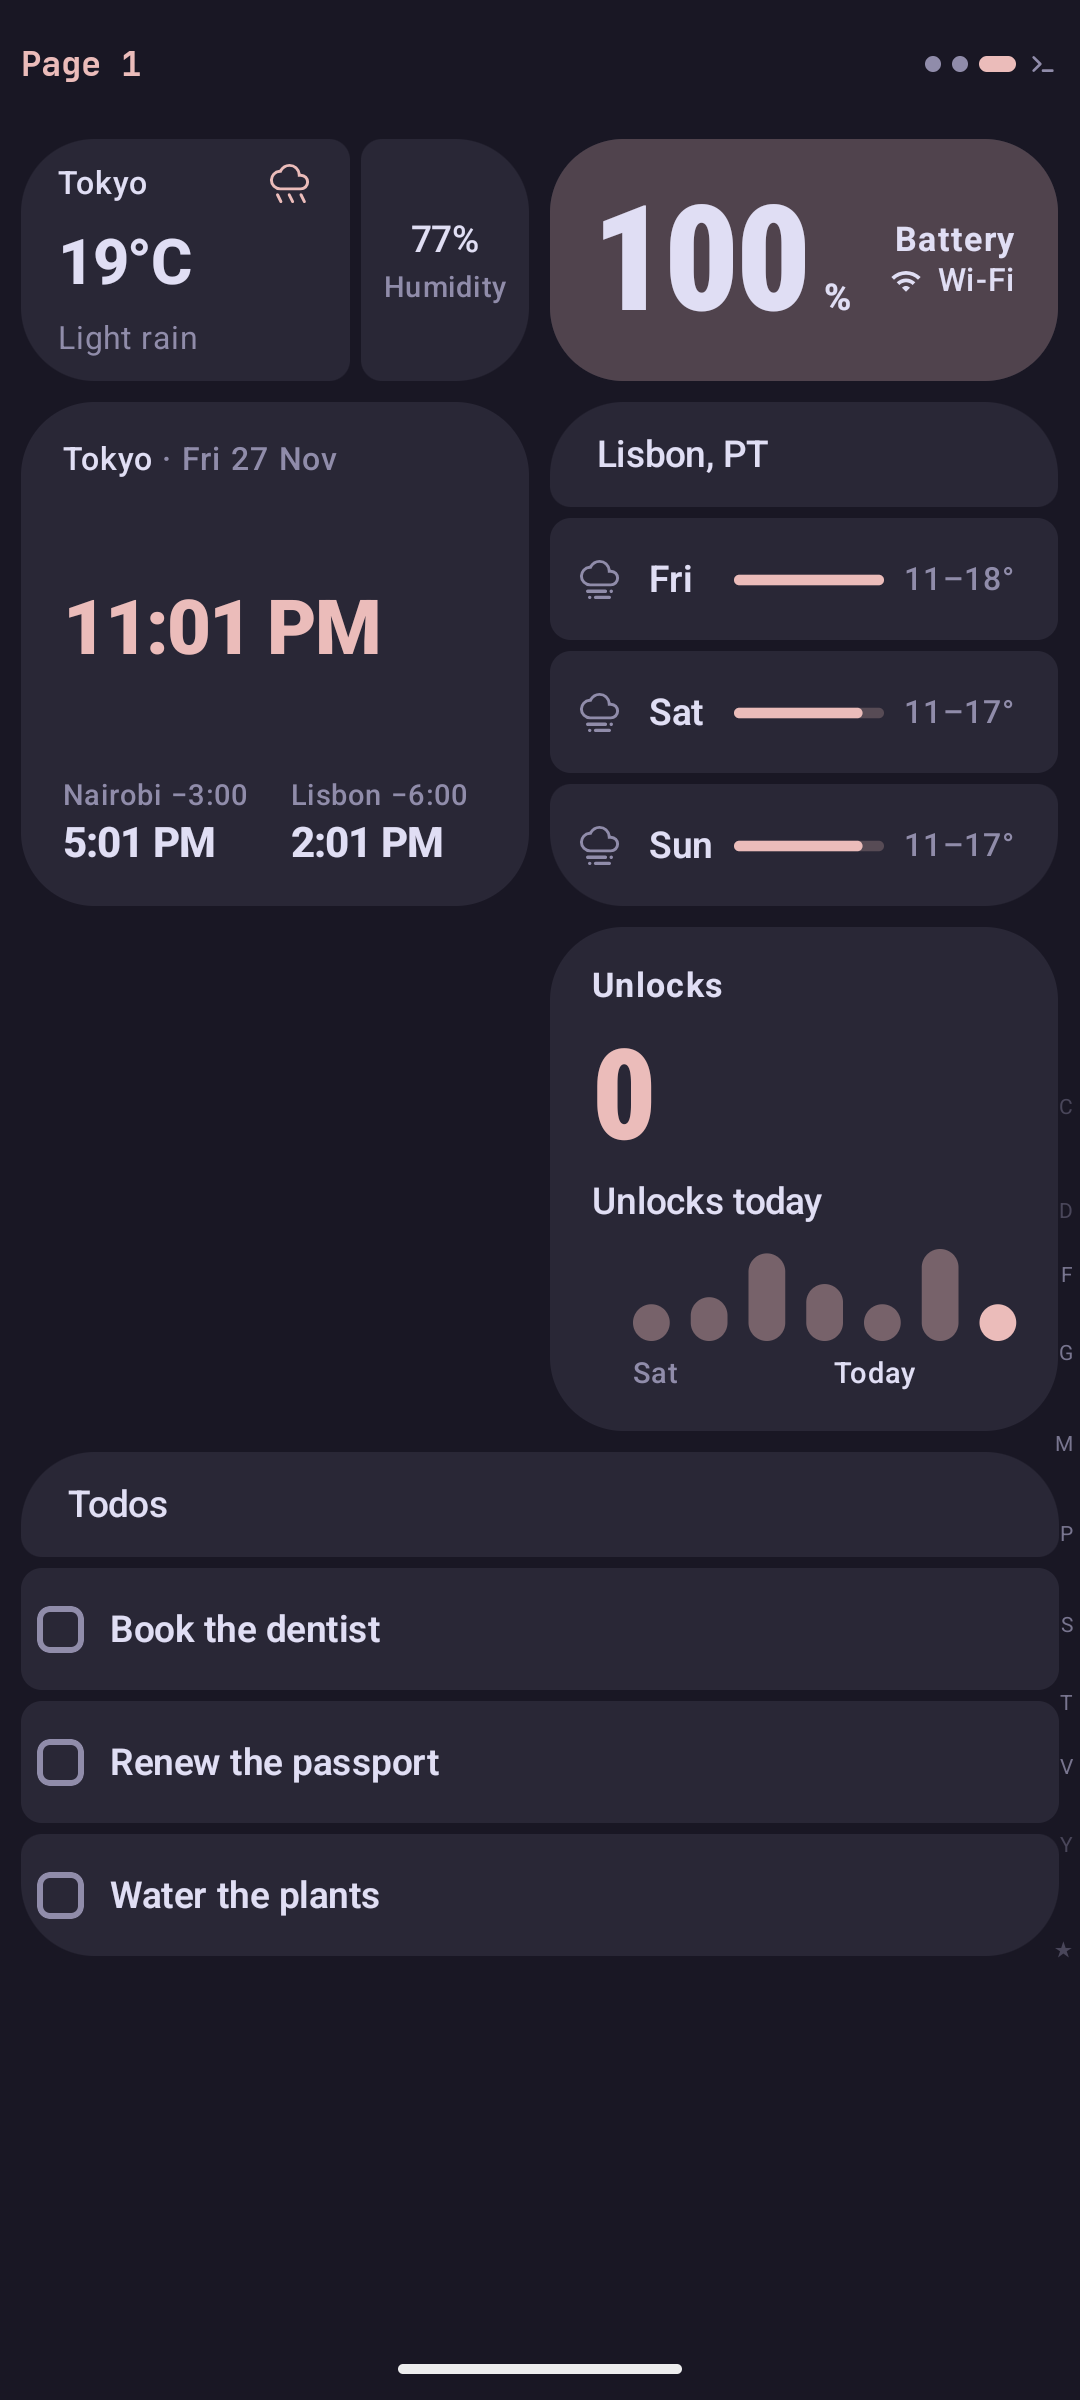 Page 1
Tokyo
19°C
Light rain
77%
Humidity
100 %
Battery
Wi-Fi
Tokyo · Fri 27 Nov
11:01 PM
Nairobi −3:00
5:01 PM
Lisbon −6:00
2:01 PM
Lisbon, PT
Fri 11–18°
Sat 11–17°
Sun 11–17°
Unlocks
0
Unlocks today
Sat Today
Todos
Book the dentist
Renew the passport
Water the plants
C
D
F
G
M
P
S
T
V
Y
★